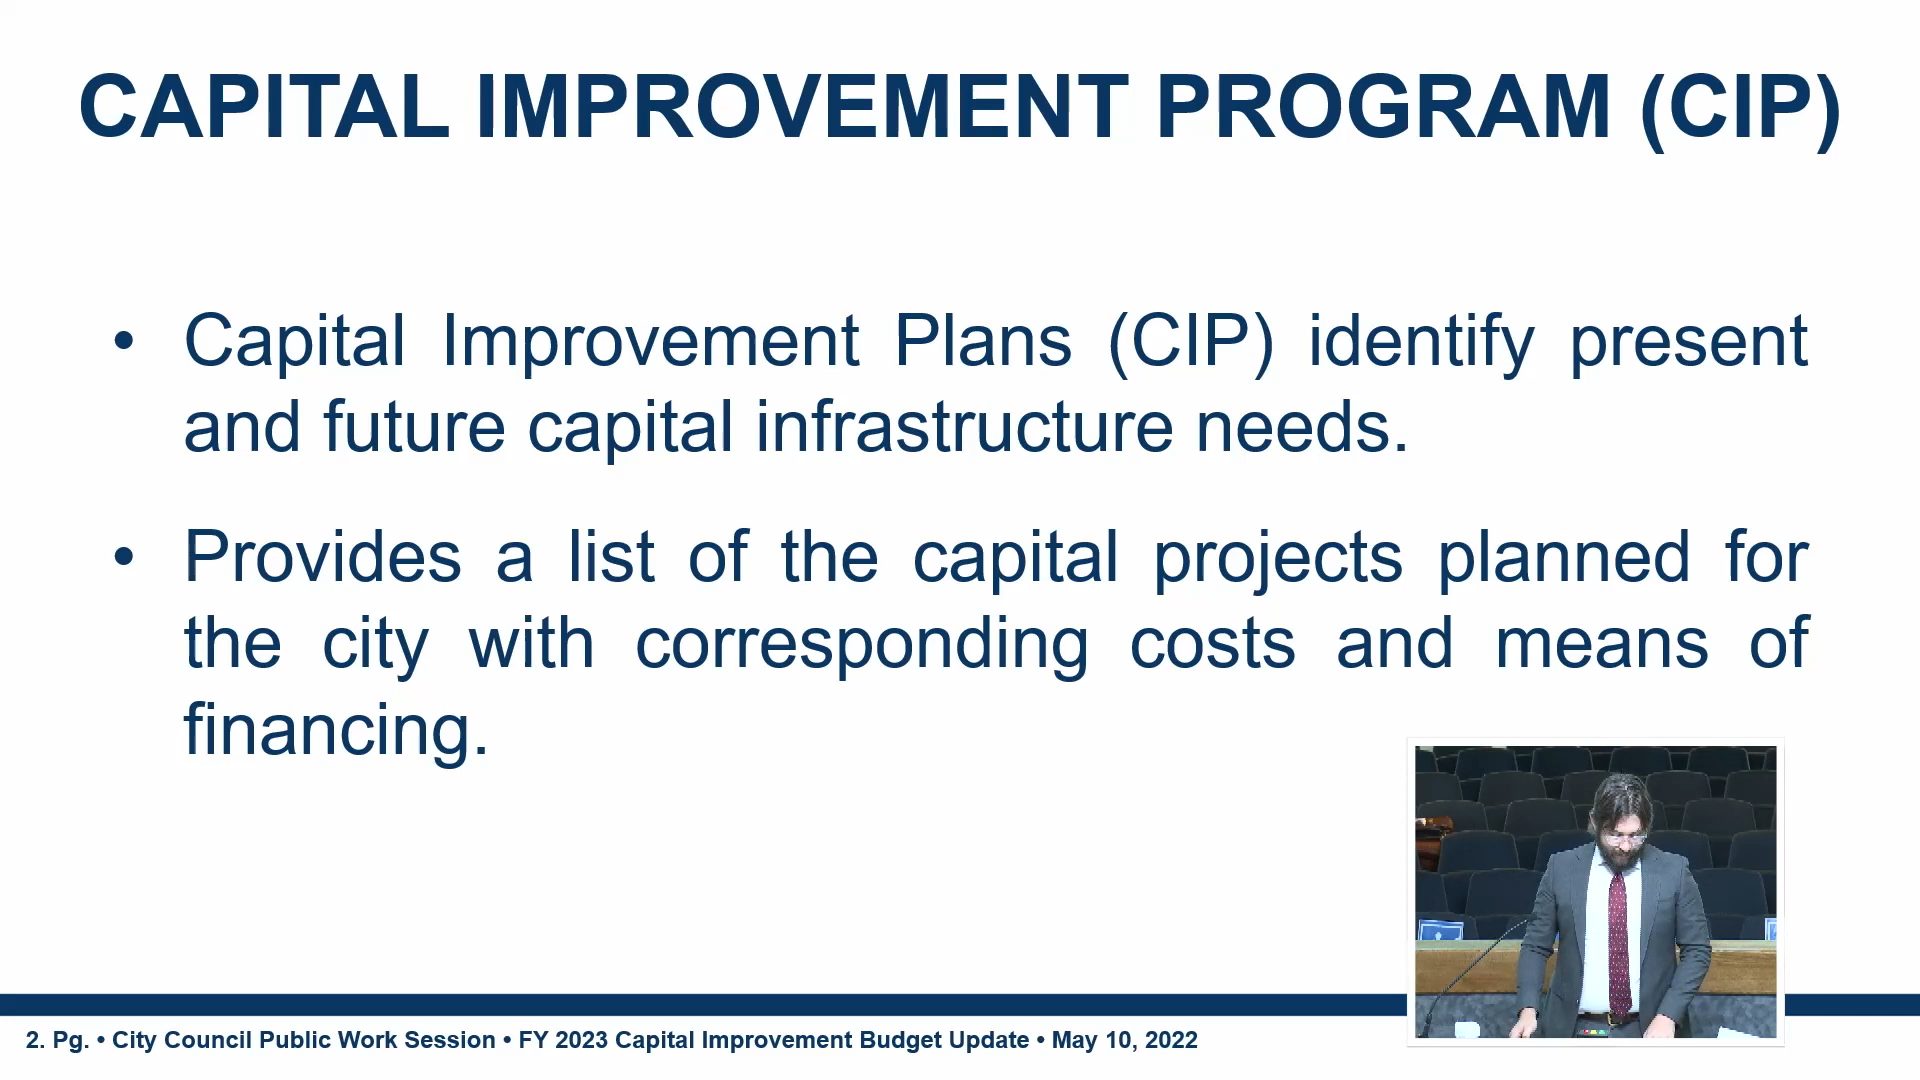 CAPITAL IMPROVEMENT PROGRAM (CIP)
• Capital Improvement Plans (CIP) identify present
and future capital infrastructure needs.
• Provides a list of the capital projects planned for
the city with corresponding costs and means of
financing.
2. Pg. • City Council Public Work Session • FY 2023 Capital Improvement Budget Update • May 10, 2022